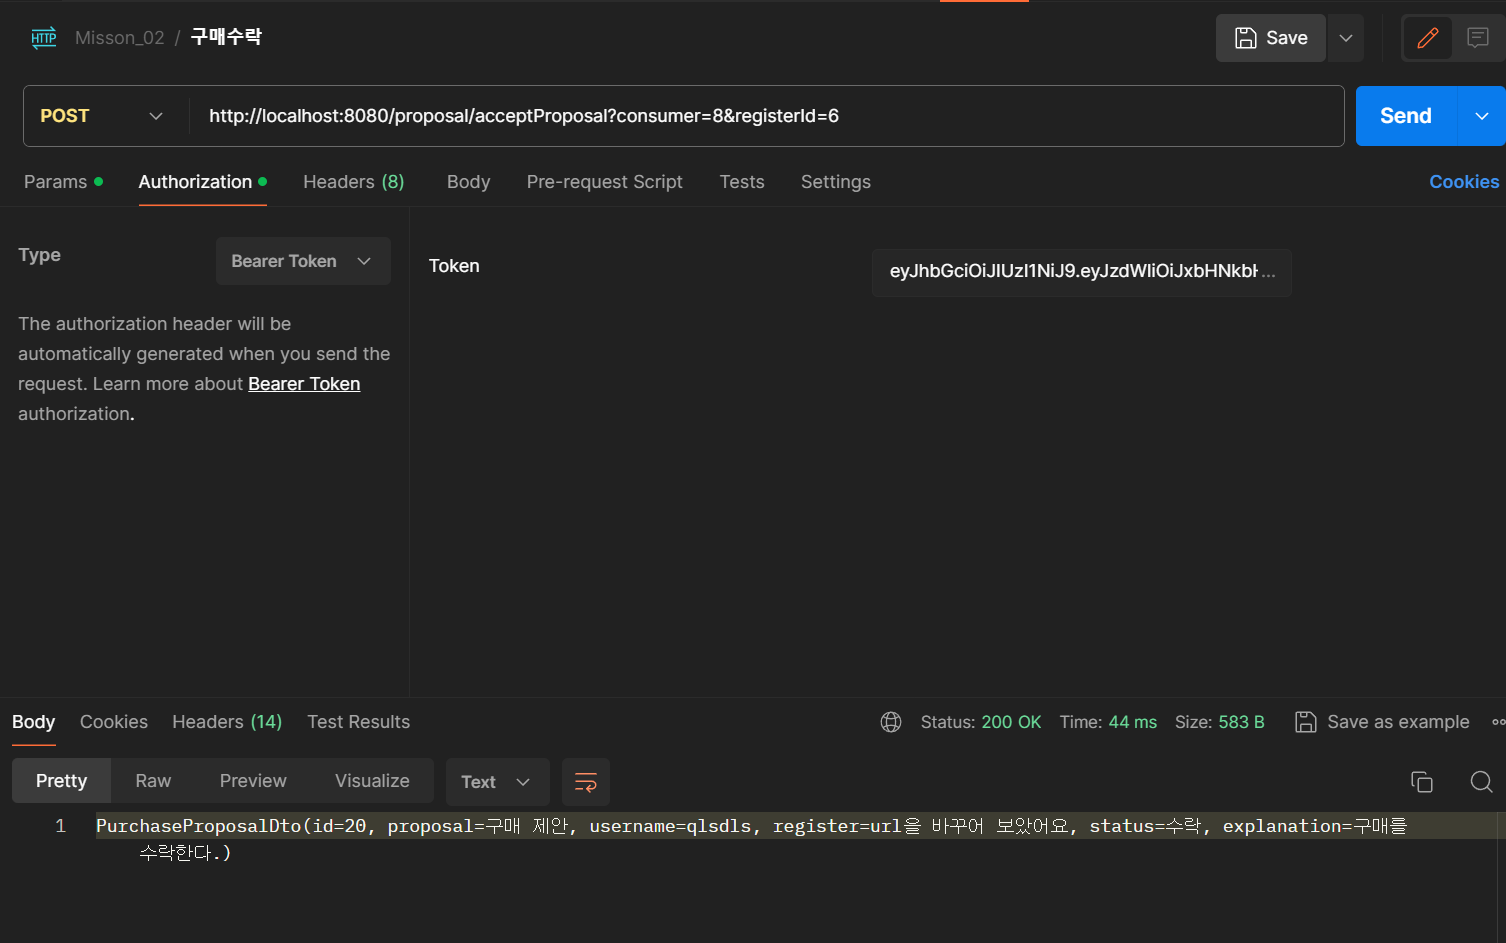 HTTP Misson_02 / 구매수락 Save
POST http://localhost:8080/proposal/acceptProposal?consumer=8&registerId=6 Send
Params Authorization Headers (8) Body Pre-request Script Tests Settings Cookies
Type Bearer Token
Token eyJhbGciOiJIUzI1NiJ9.eyJzdWIiOiJxbHNkbH...
The authorization header will be
automatically generated when you send the
request. Learn more about Bearer Token
authorization.
Body Cookies Headers (14) Test Results Status: 200 OK Time: 44 ms Size: 583 B Save as example
Pretty Raw Preview Visualize Text
1 PurchaseProposalDto(id=20, proposal=구매 제안, username=qlsdls, register=url을 바꾸어 보았어요, status=수락, explanation=구매를
수락한다.)